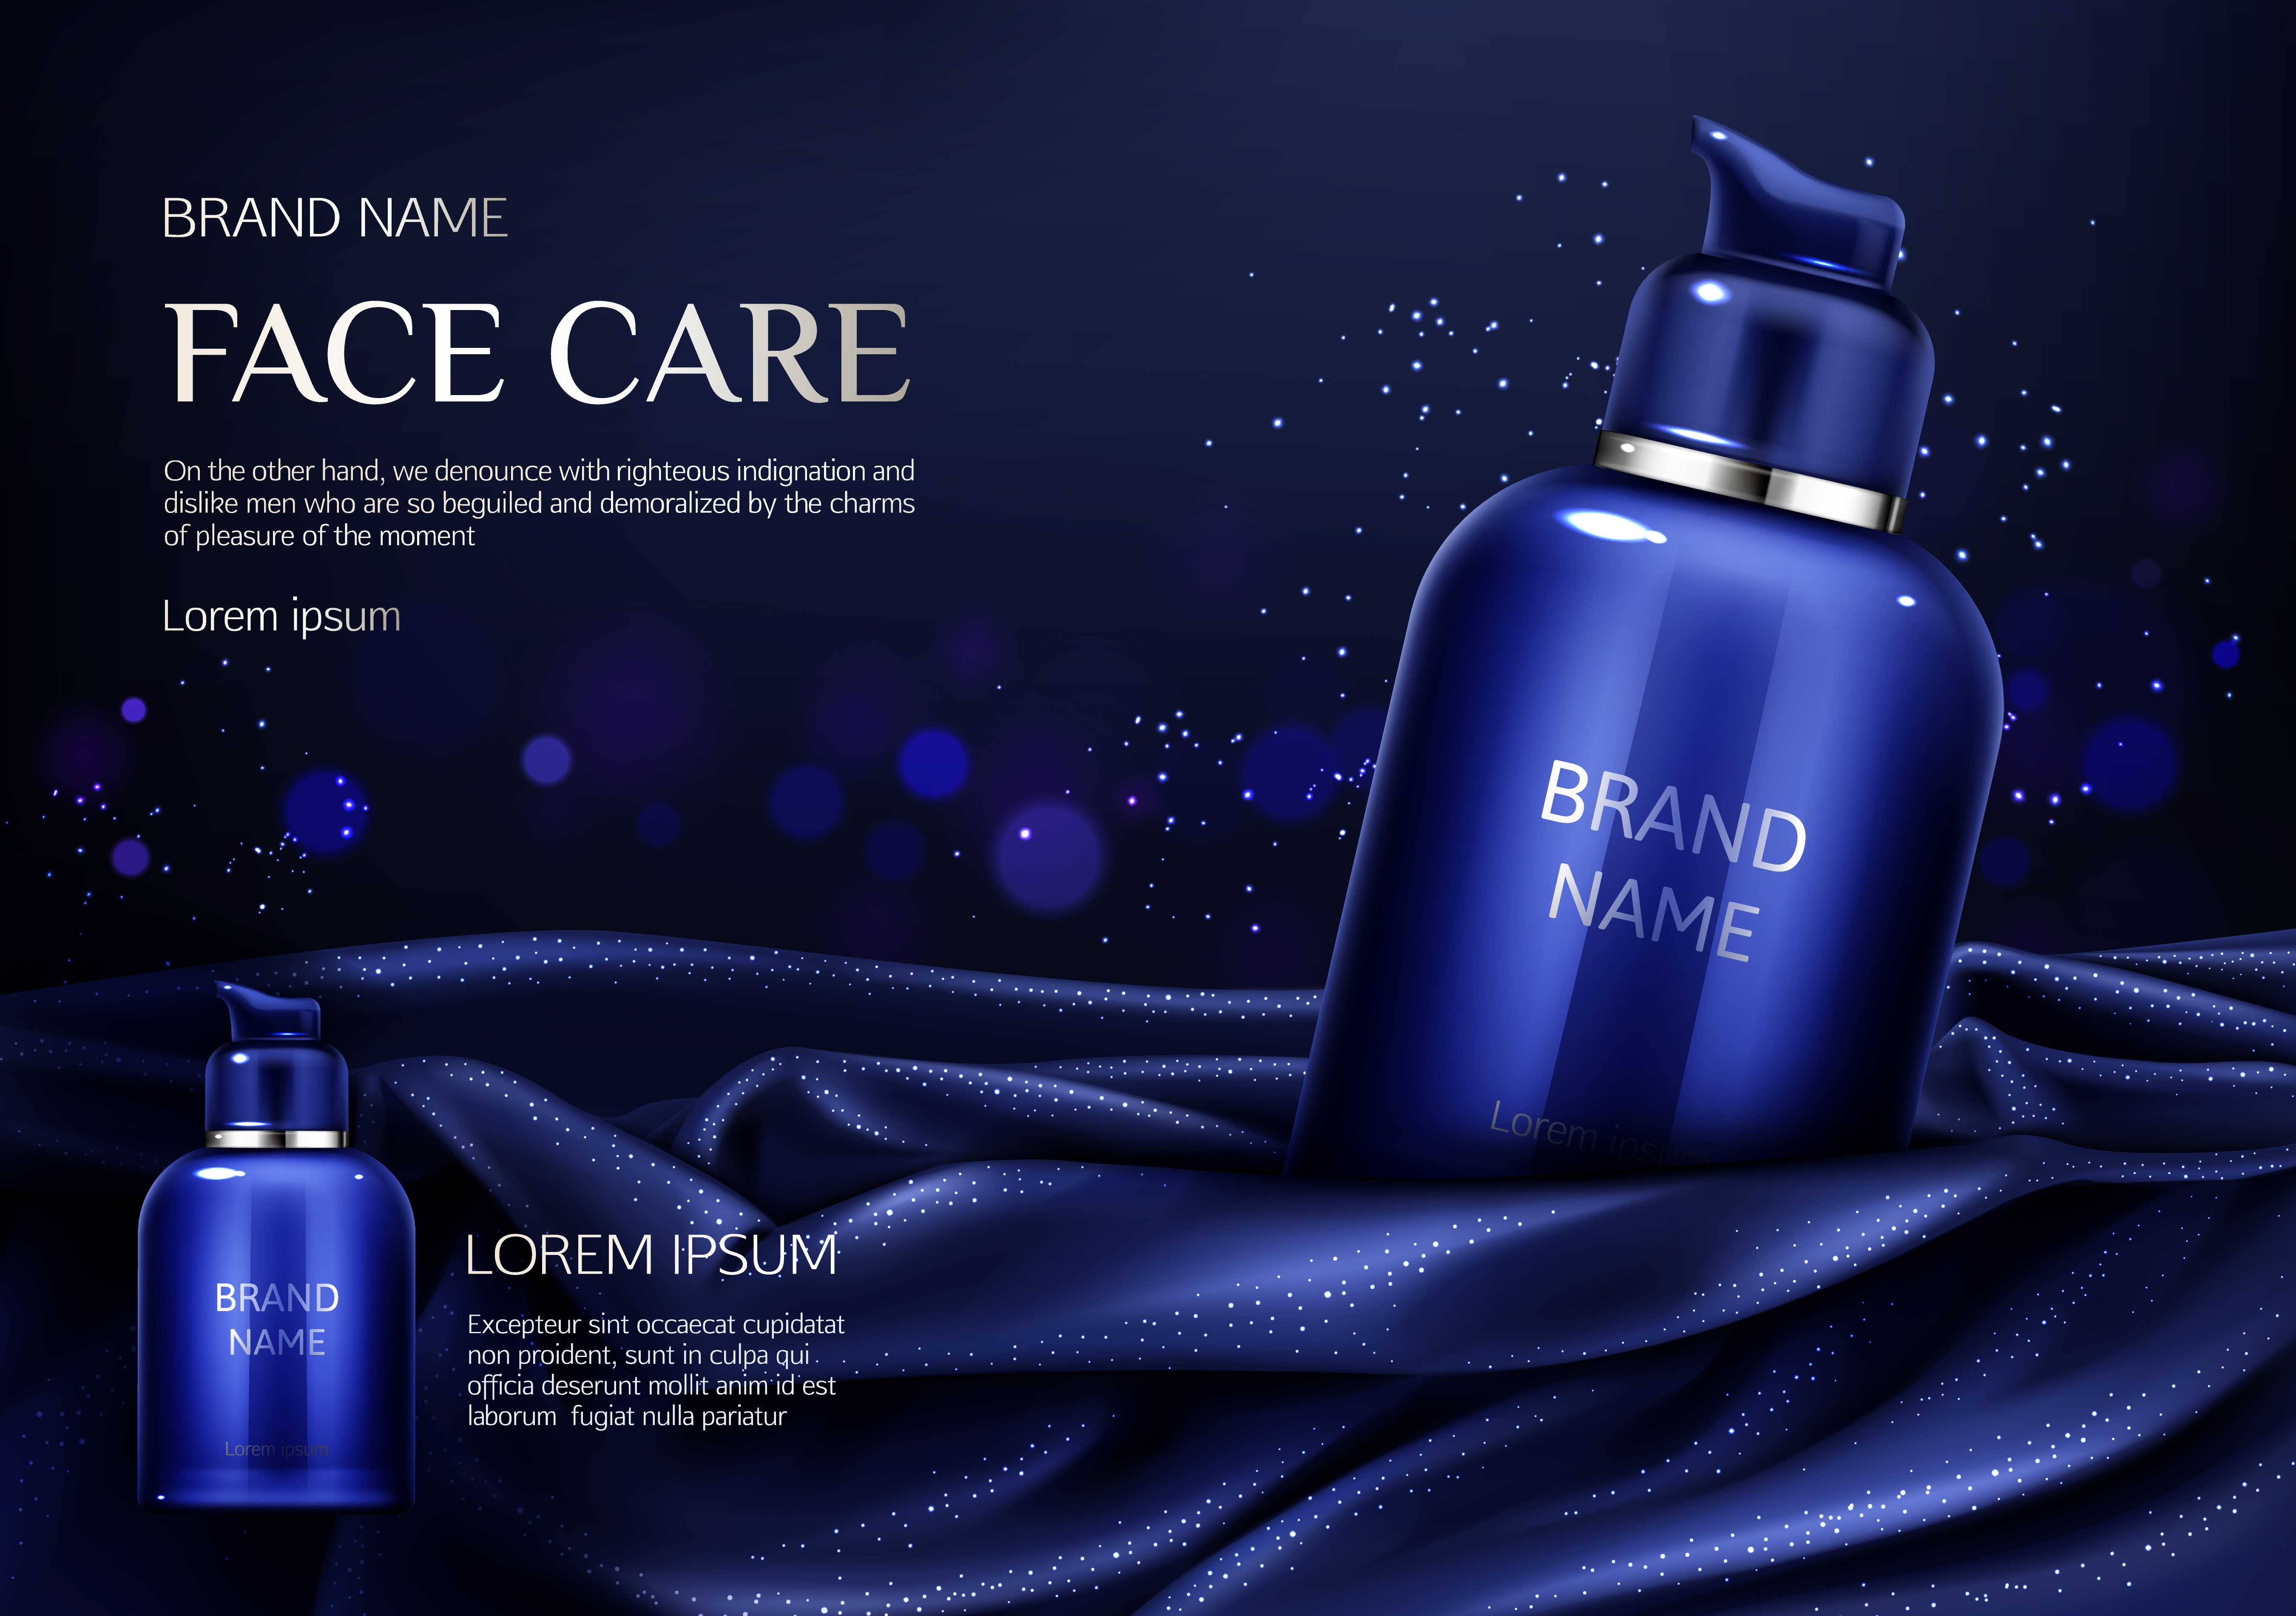 BRAND NAME
FACE CARE
On the other hand, we denounce with righteous indignation and
dislike men who are so beguiled and demoralized by the charms
of pleasure of the moment
Lorem ipsum
BRAND
NAME
Lorem ipsum
BRAND
NAME
Lorem ipsum
LOREM IPSUM
Excepteur sint occaecat cupidatat
non proident, sunt in culpa qui
officia deserunt mollit anim id est
laborum  fugiat nulla pariatur